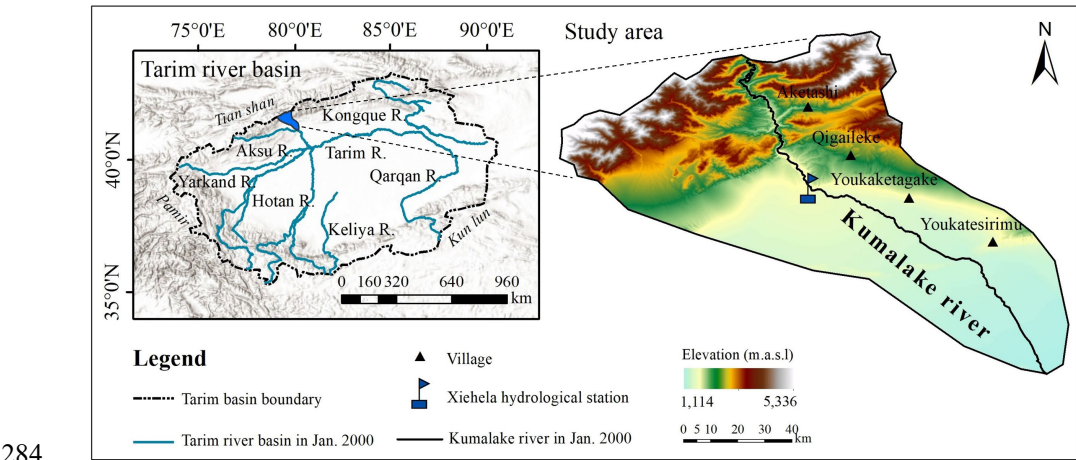 75°0'E 80°0'E 85°0'E 90°0'E
Study area
N
Tarim river basin
Tian shan
Kongque R.
Aketashi
40°0'N
Aksu R.
Tarim R.
Qigaileke
Yarkand R.
Qarqan R.
Youkaketagake
Hotan R.
Pamir
Keliya R.
Kun lun
Youkatesirimu
Kumalake river
35°0'N
0 160 320 640 960
km
Legend
Village
Elevation (m.a.s.l)
Tarim basin boundary
Xiehela hydrological station
1,114 5,336
Tarim river basin in Jan. 2000
Kumalake river in Jan. 2000
0 5 10 20 30 40
km
284